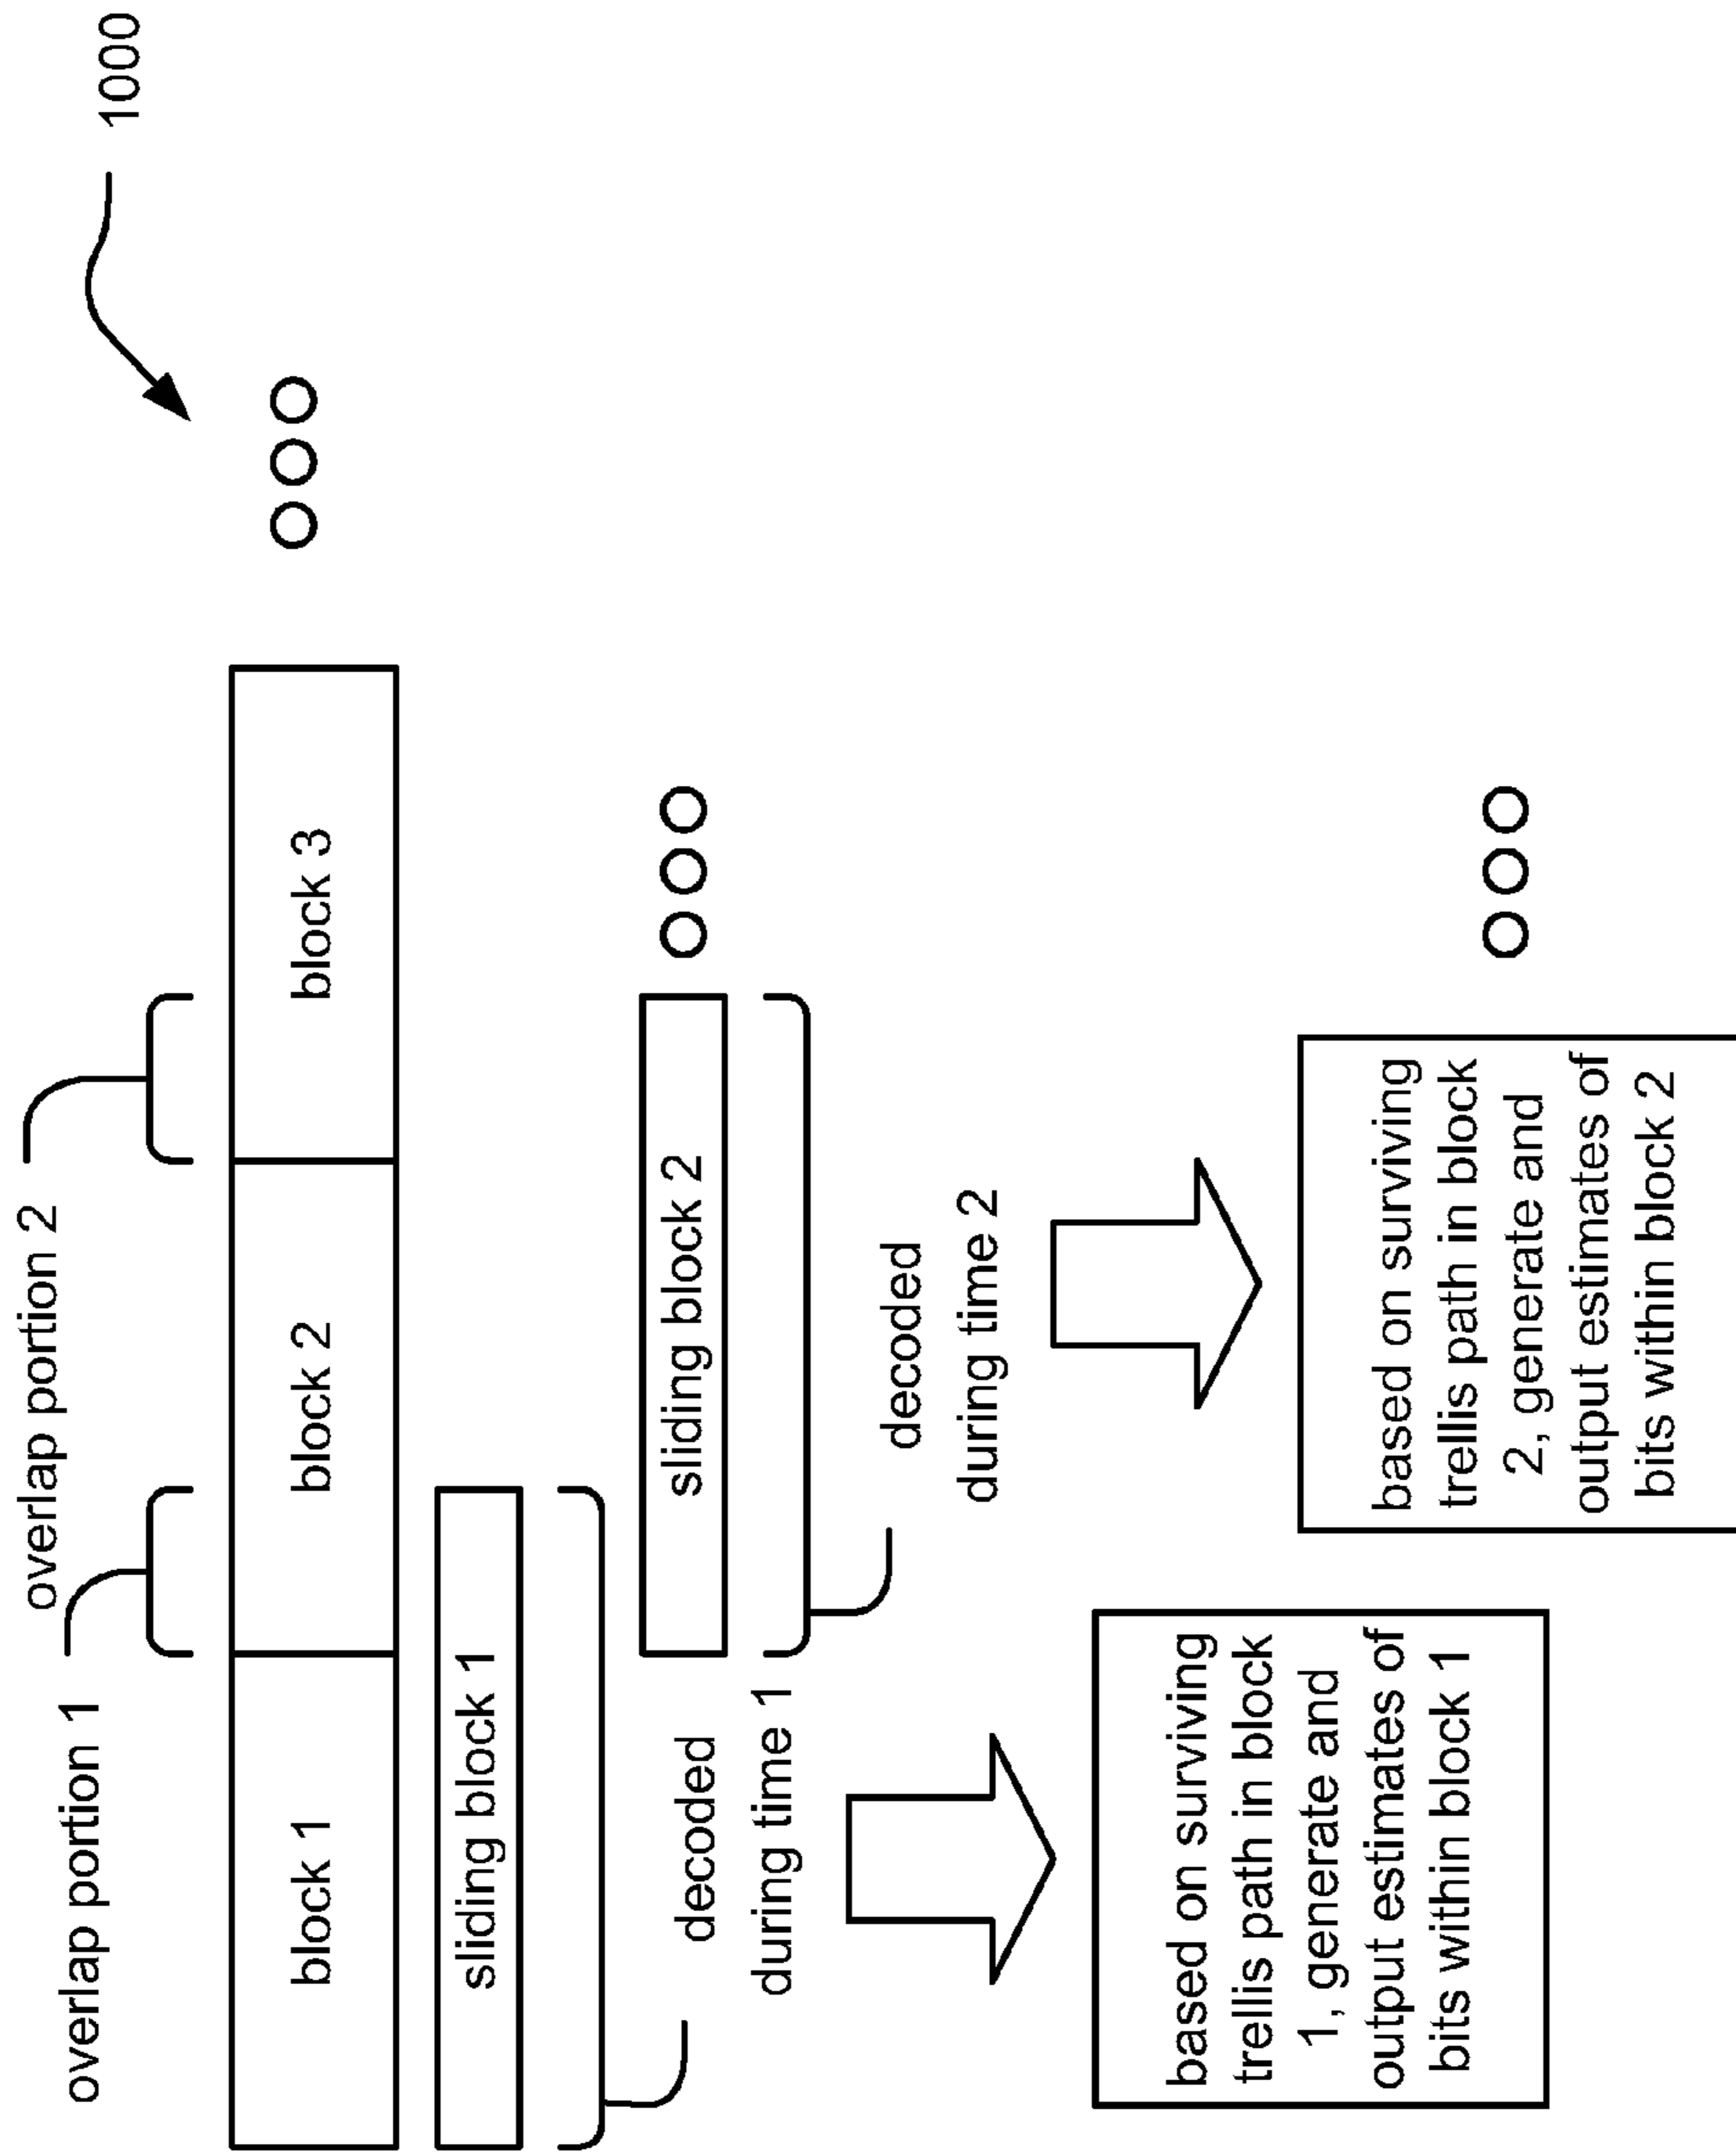 1000
overlap portion 2
overlap portion 1
block 1
block 2
block 3
sliding block 1
sliding block 2
decoded
during time 1
decoded
during time 2
based on surviving
trellis path in block
1, generate and
output estimates of
bits within block 1
based on surviving
trellis path in block
2, generate and
output estimates of
bits within block 2